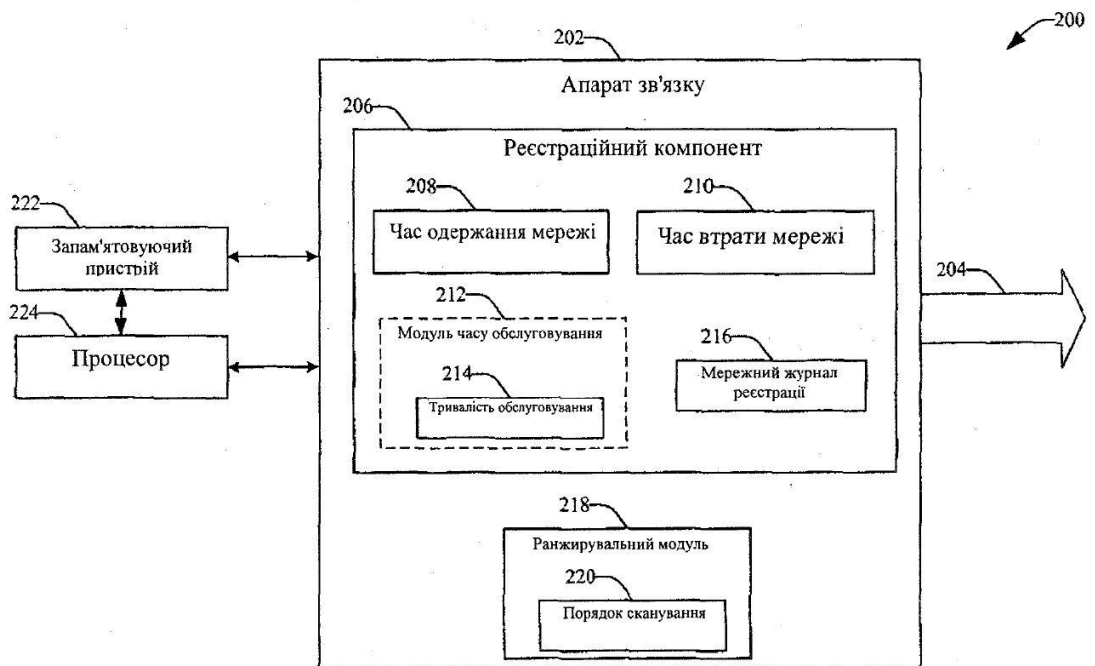 200
202
Апарат зв'язку
206
Реєстраційний компонент
208
210
Час одержання мережі
Час втрати мережі
222
Запам'ятовуючий
пристрій
204
212
Модуль часу обслуговування
224
Процесор
216
Мережний журнал
реєстрації
214
Тривалість обслуговування
218
Ранжирувальний модуль
220
Порядок сканування